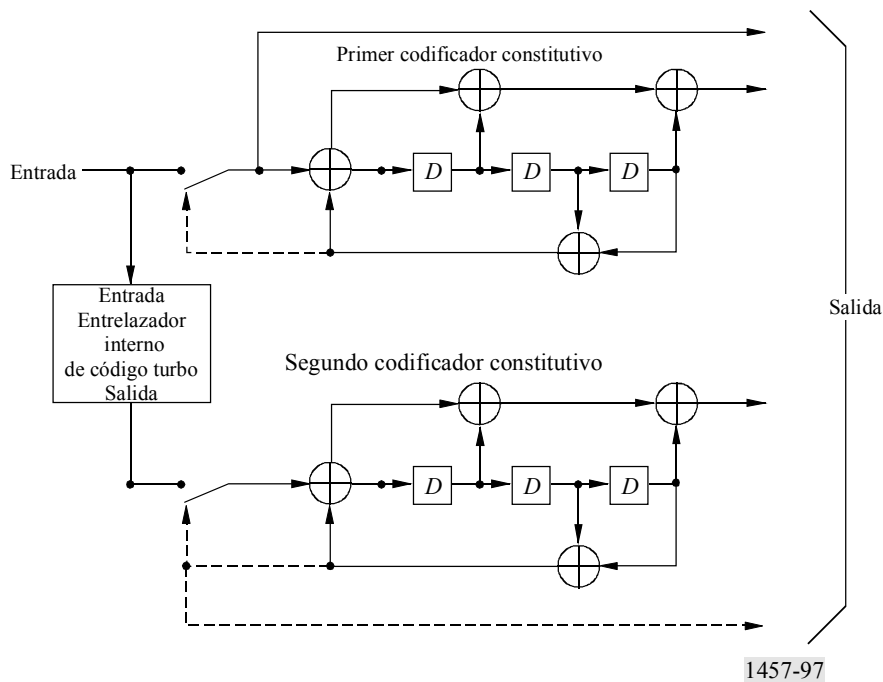 Primer codificador constitutivo
Entrada
D
D
D
Entrada
Entrelazador
interno
de código turbo
Salida
Salida
Segundo codificador constitutivo
D
D
D
1457-97